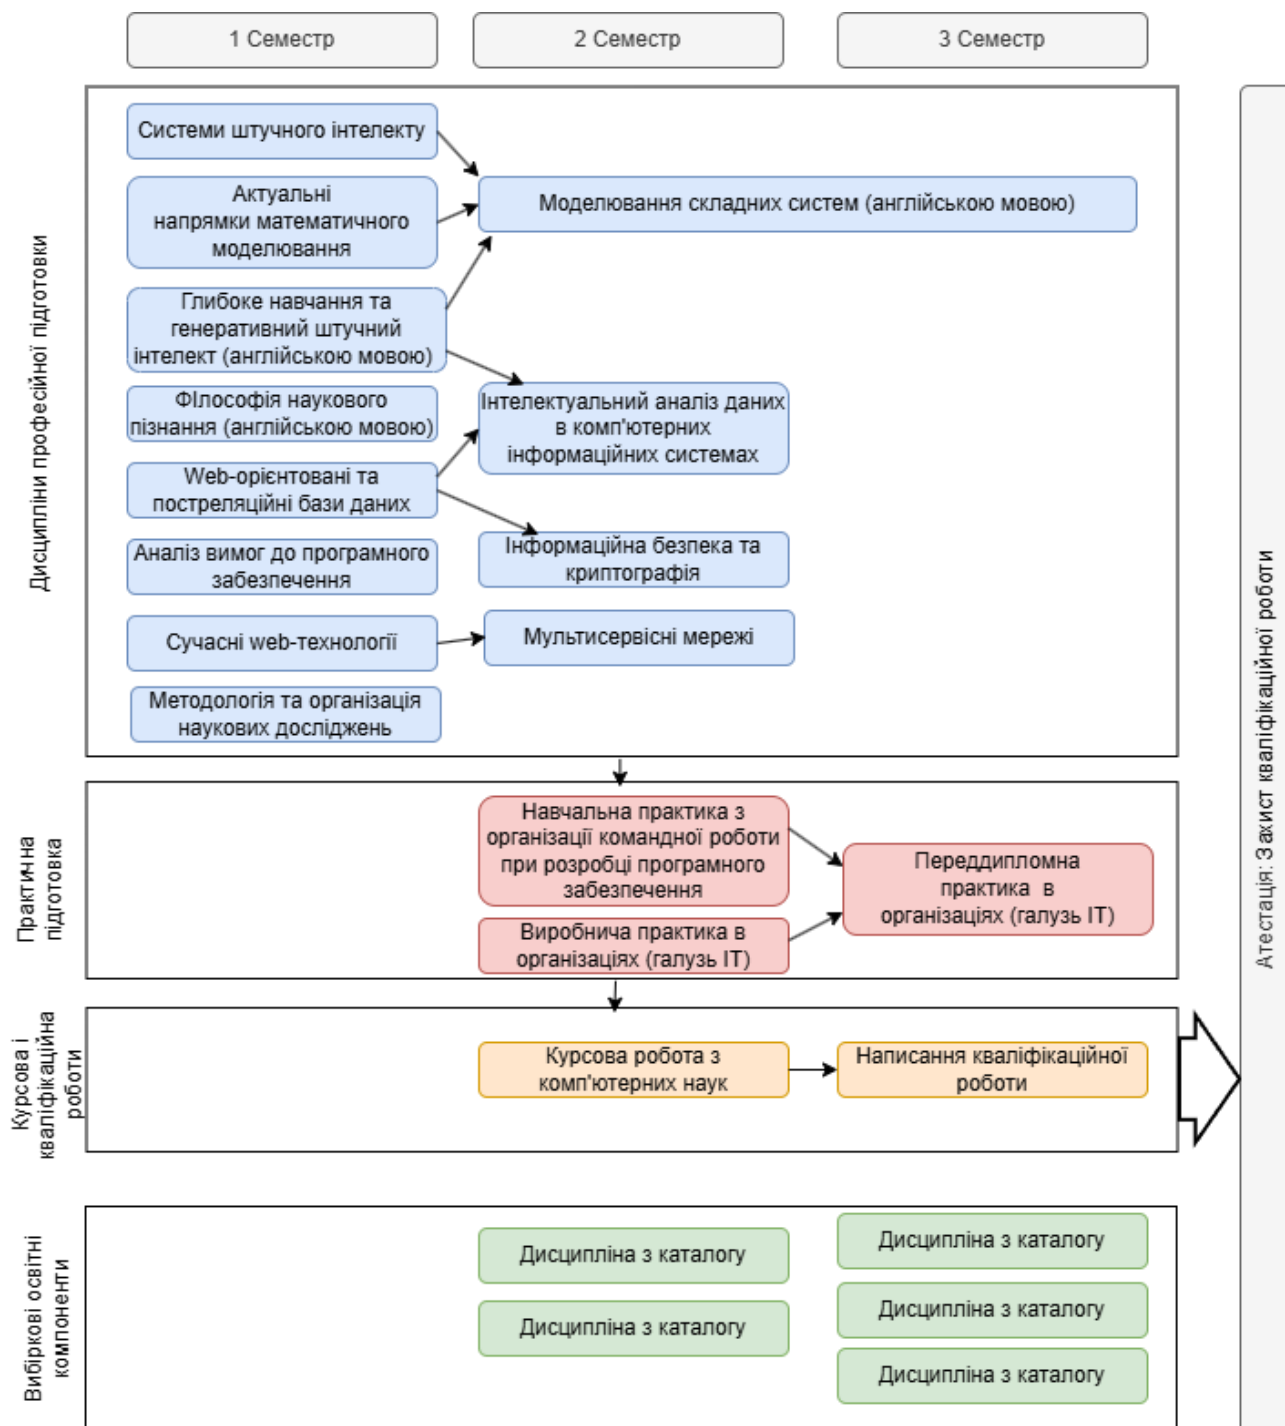 1 Семестр
2 Семестр
3 Семестр
Дисципліни професійної підготовки
Системи штучного інтелекту
Актуальні
напрямки математичного
моделювання
Моделювання складних систем (англійською мовою)
Глибоке навчання та
генеративний штучний
інтелект (англійською мовою)
ФІлософія наукового
пізнання (англійською мовою)
Інтелектуальний аналіз даних
в комп'ютерних
інформаційних системах
Web-орієнтовані та
постреляційні бази даних
Аналіз вимог до програмного
забезпечення
Інформаційна безпека та
криптографія
Сучасні web-технології
Мультисервісні мережі
Методологія та організація
наукових досліджень
Практична
підготовка
Навчальна практика з
організації командної роботи
при розробці програмного
забезпечення
Виробнича практика в
організаціях (галузь ІТ)
Переддипломна
практика в
організаціях (галузь ІТ)
Курсова і
кваліфікаційна
роботи
Курсова робота з
комп'ютерних наук
Написання кваліфікаційної
роботи
Вибіркові освітні
компоненти
Дисципліна з каталогу
Дисципліна з каталогу
Дисципліна з каталогу
Дисципліна з каталогу
Дисципліна з каталогу
Атестація: Захист кваліфікаційної роботи